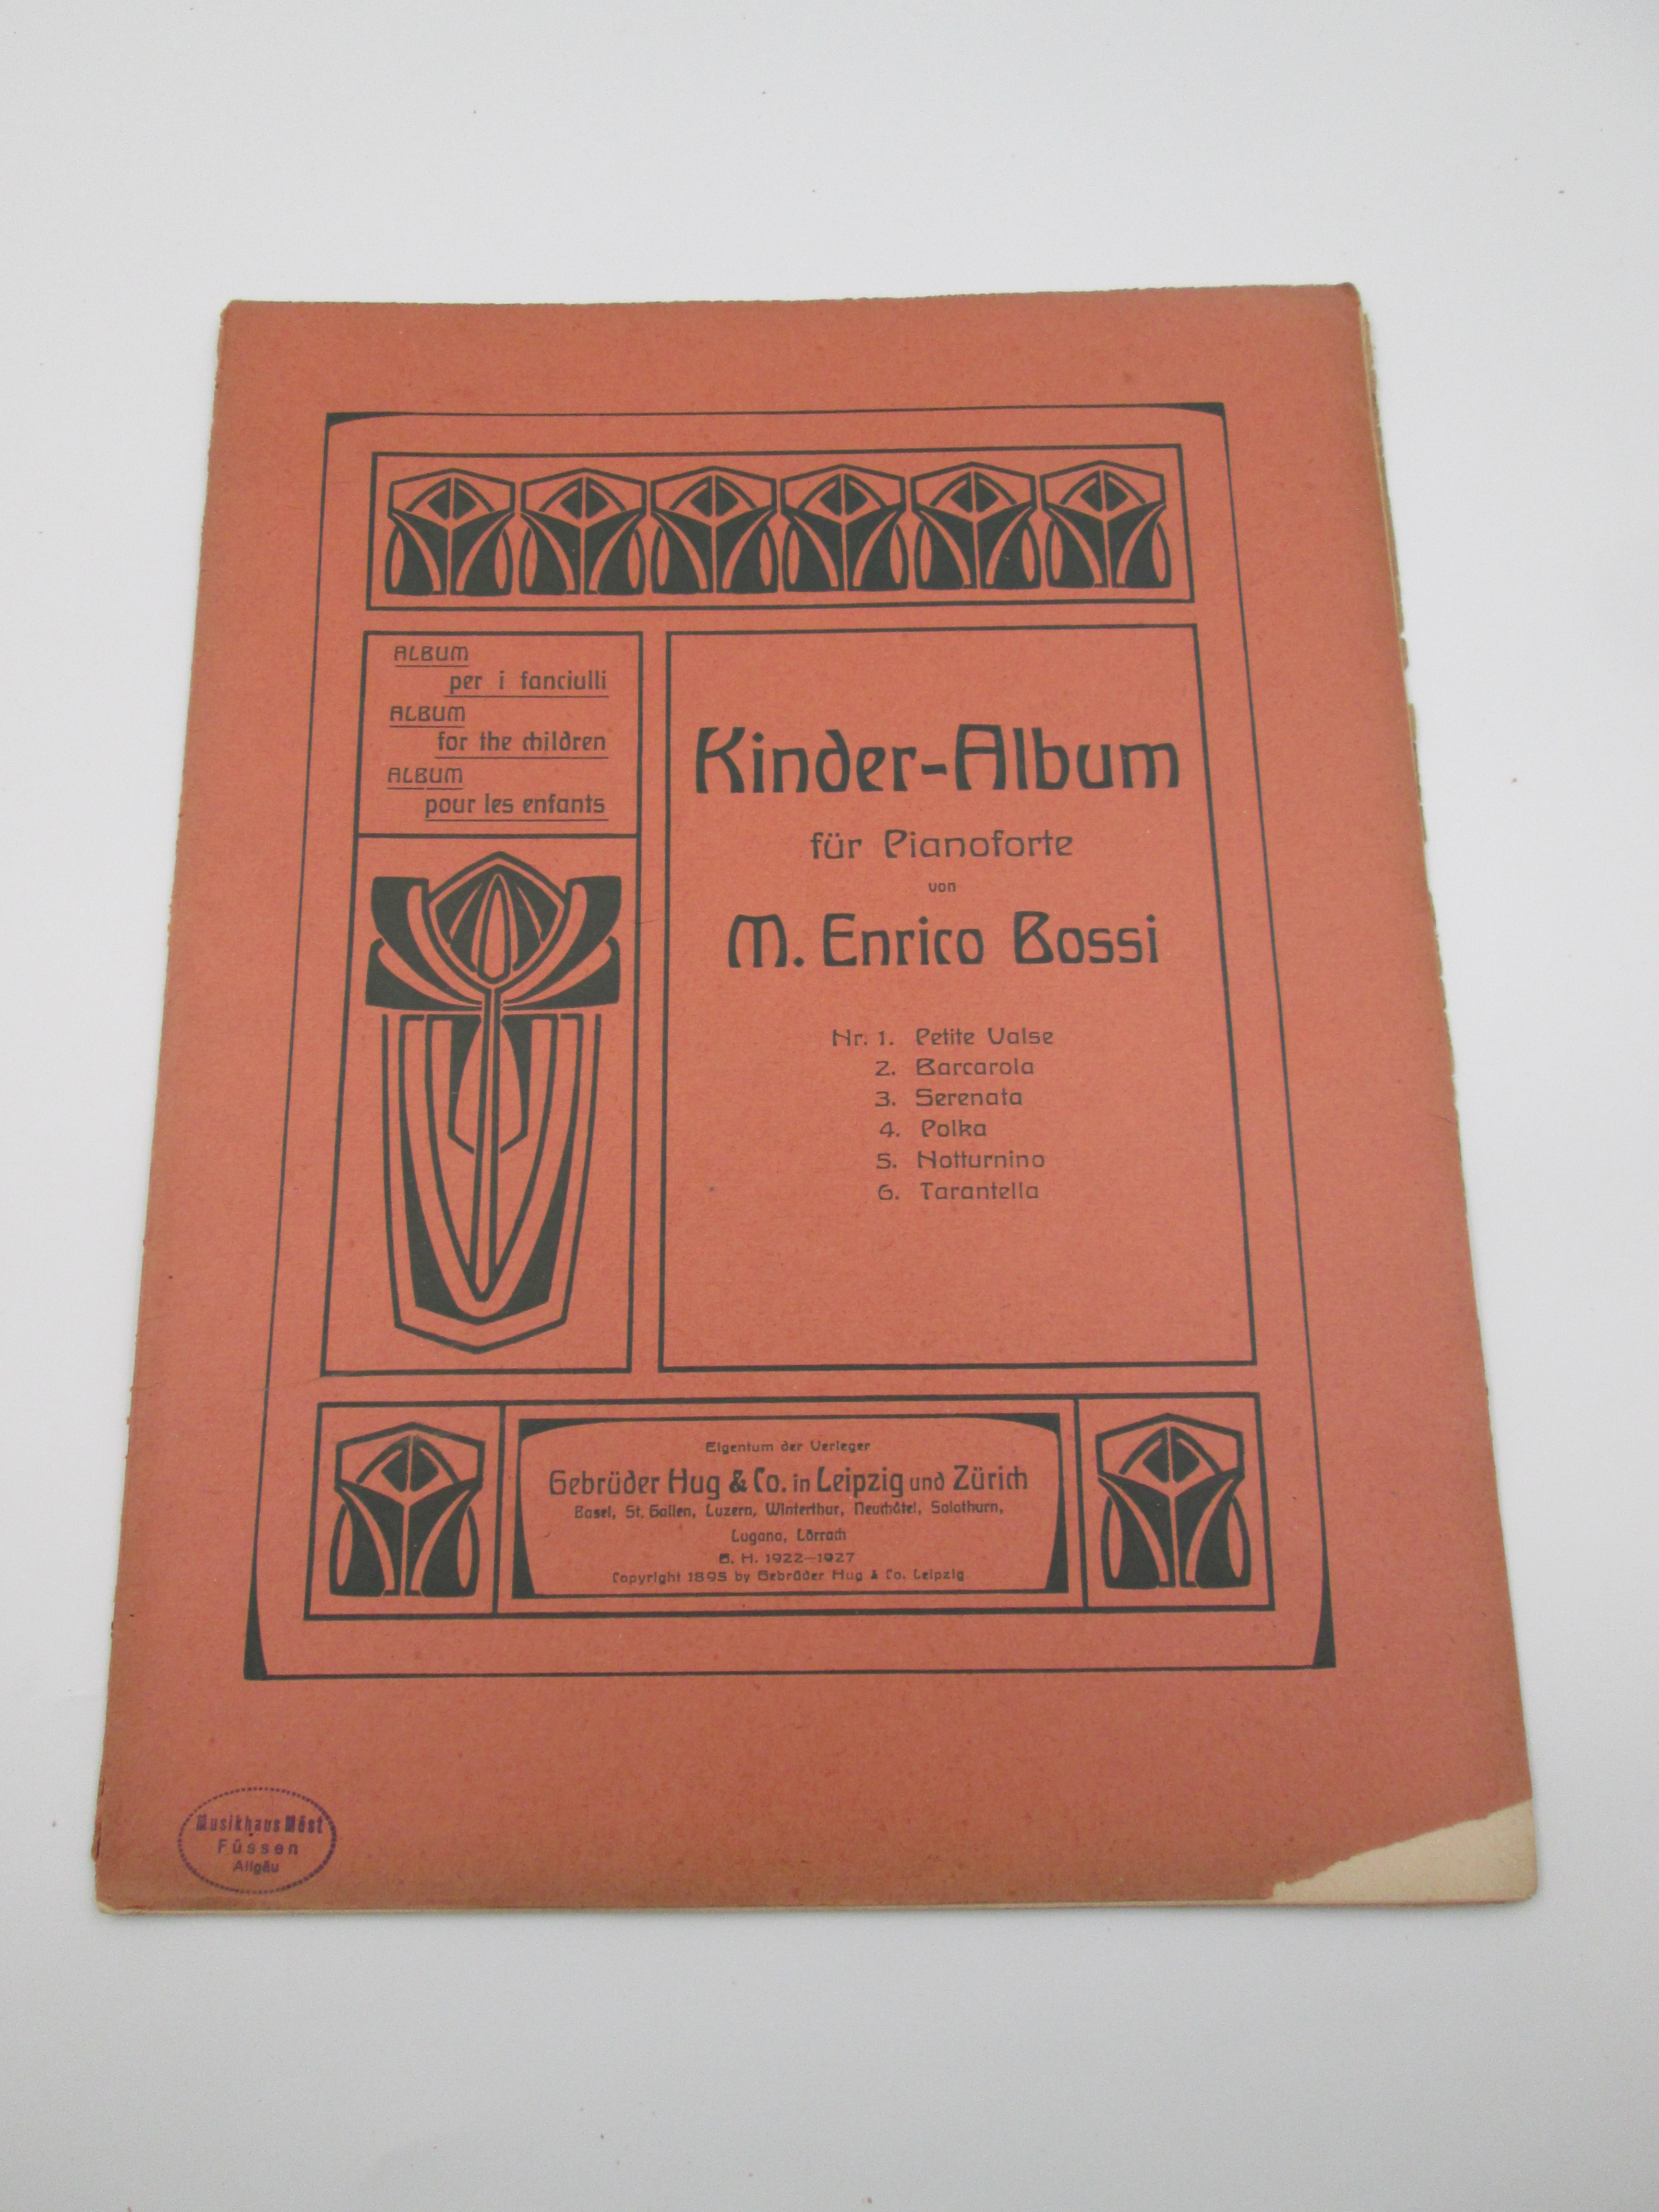 ALBUM
per i fanciulli
ALBUM
for the children
ALBUM
pour les enfants
Kinder-Album
für Pianoforte
von
M. Enrico Bossi
Nr. 1. Petite Valse
2. Barcarola
3. Serenata
4. Polka
5. Notturnino
6. Tarantella
Eigentum der Verleger
Gebrüder Hug & Co. in Leipzig und Zürich
Basel, St. Gallen, Luzern, Winterthur, Neuchâtel, Solothurn,
Lugano, Lörrach
G. H. 1922-1927
Copyright 1895 by Gebrüder Hug & Co. Leipzig
Musikhaus Möst
Füssen
Allgäu